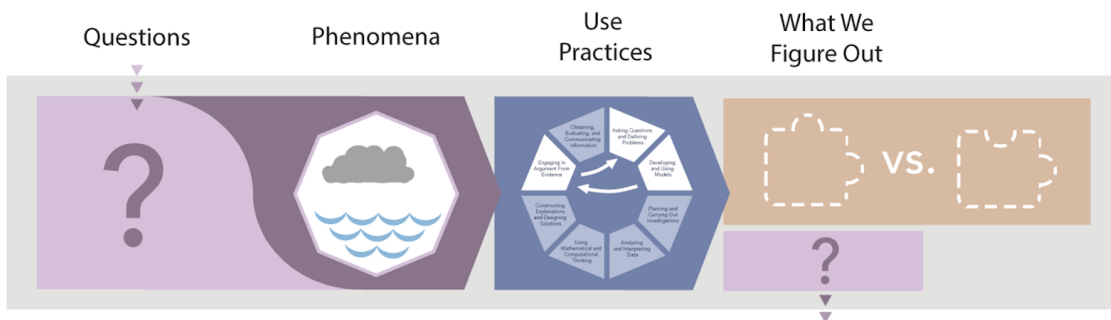 Questions
Phenomena
Use
Practices
What We
Figure Out
?
Obtaining,
Evaluating, and
Communicating
Information
Asking Questions
and Defining
Problems
Engaging In
Argument From
Evidence
Developing
and Using
Models
Constructing
Explanations
and Designing
Solutions
Planning and
Carrying Out
Investigations
Using
Mathematical and
Computational
Thinking
Analyzing
and Interpreting
Data
vs.
?